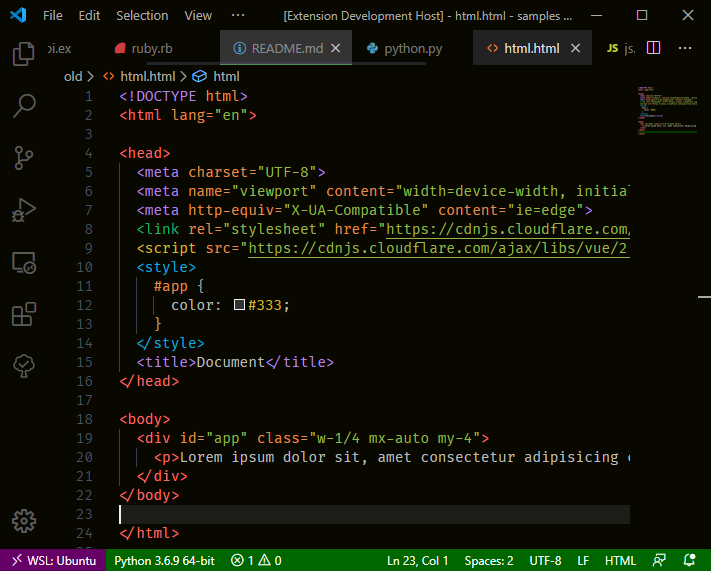 File Edit Selection View ··· [Extension Development Host] - html.html - samples ...
pi.ex ruby.rb README.md python.py html.html JS js. ···
old > html.html > html
1 <!DOCTYPE html>
2 <html lang="en">
3
4 <head>
5 <meta charset="UTF-8">
6 <meta name="viewport" content="width=device-width, initial
7 <meta http-equiv="X-UA-Compatible" content="ie=edge">
8 <link rel="stylesheet" href="https://cdnjs.cloudflare.com/
9 <script src="https://cdnjs.cloudflare.com/ajax/libs/vue/2
10 <style>
11 #app {
12 color: #333;
13 }
14 </style>
15 <title>Document</title>
16 </head>
17
18 <body>
19 <div id="app" class="w-1/4 mx-auto my-4">
20 <p>Lorem ipsum dolor sit, amet consectetur adipisicing
21 </div>
22 </body>
23
24 </html>
WSL: Ubuntu Python 3.6.9 64-bit 1 0 Ln 23, Col 1 Spaces: 2 UTF-8 LF HTML